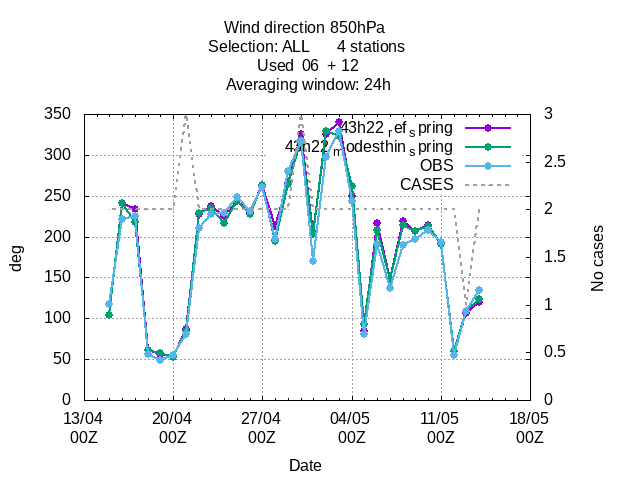 Wind direction 850hPa
Selection: ALL 4 stations
Used 06 + 12
Averaging window: 24h
350 3
43h22_ref_spring
43h22_modesthin_spring
300 2.5
OBS
CASES
250 2
200
deg 150 1.5 No cases
100 1
50 0.5
0 0
13/04 20/04 27/04 04/05 11/05 18/05
00Z 00Z 00Z 00Z 00Z 00Z
Date